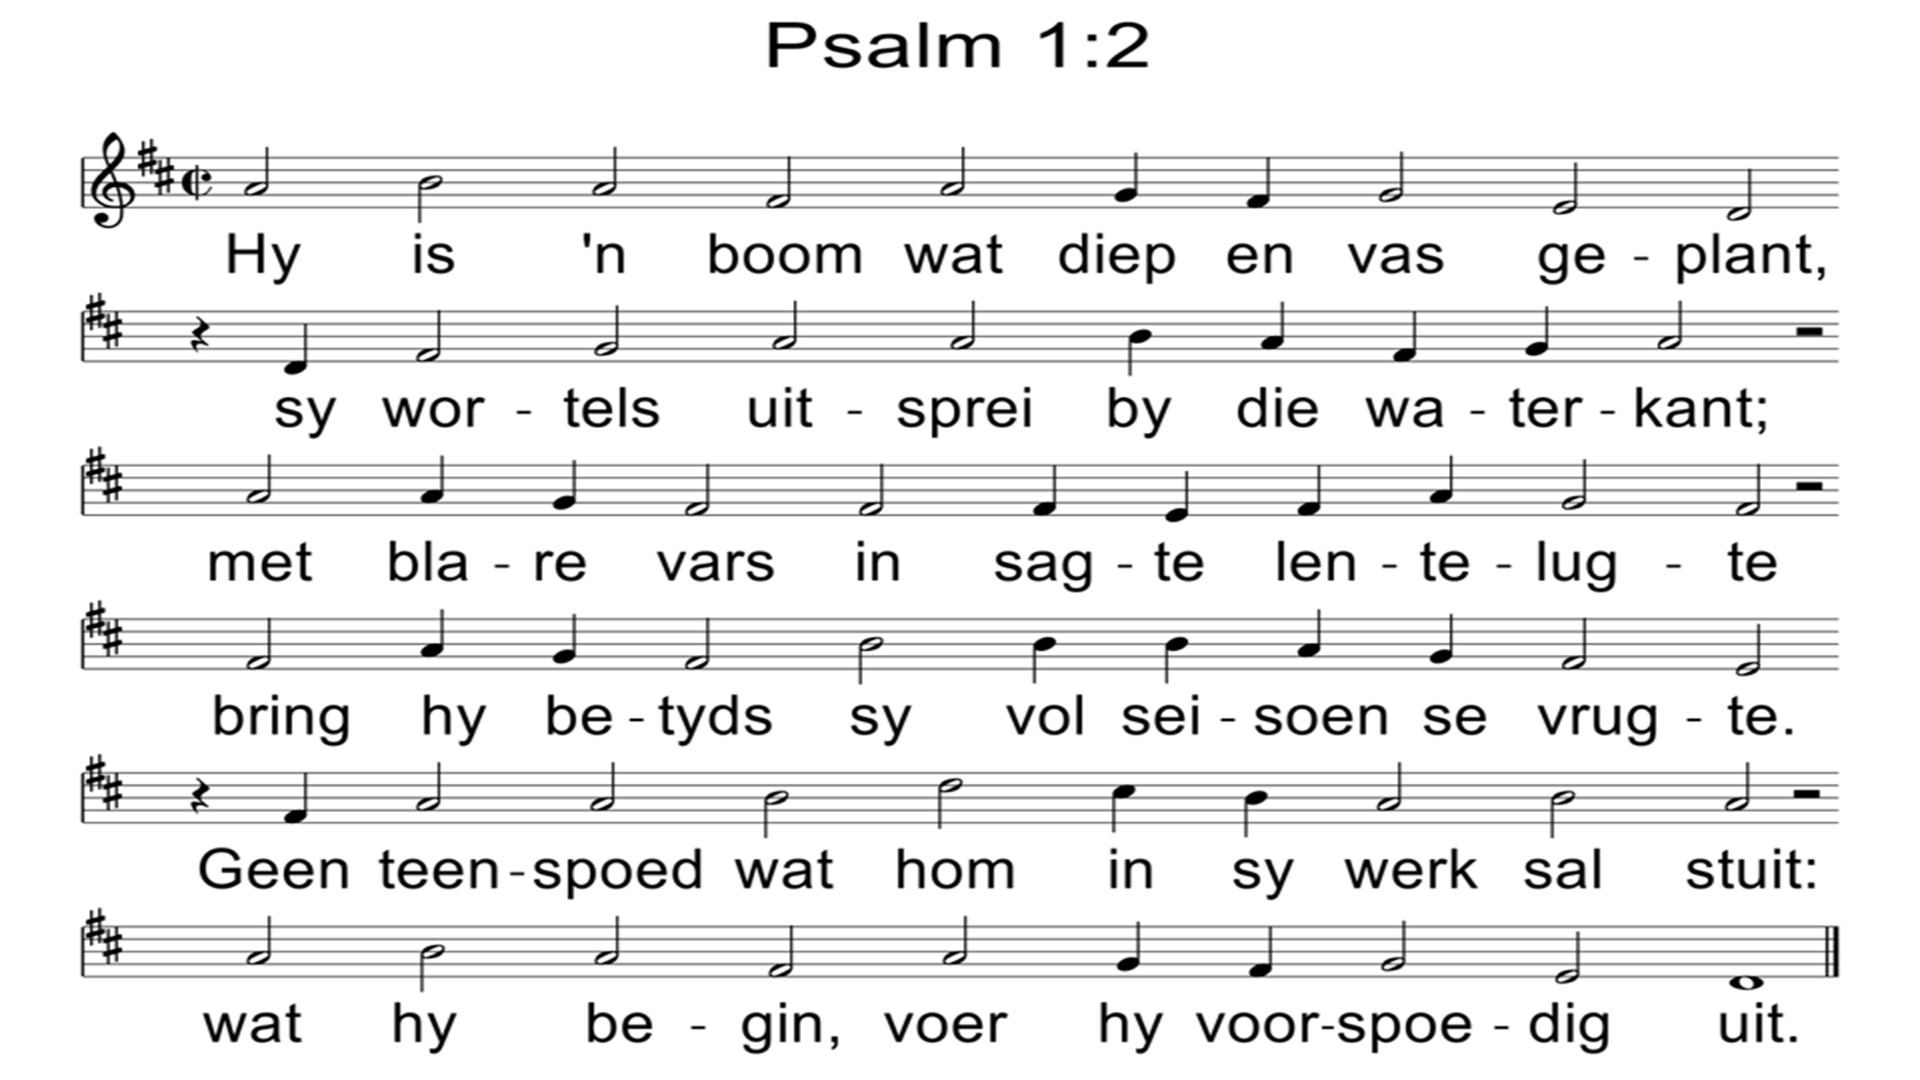 Psalm 1:2
Hy is 'n boom wat diep en vas ge - plant,
sy wor - tels uit - sprei by die wa - ter - kant;
met bla - re vars in sag - te len - te - lug - te
bring hy be - tyds sy vol sei - soen se vrug - te.
Geen teen - spoed wat hom in sy werk sal stuit:
wat hy be - gin, voer hy voor - spoe - dig uit.